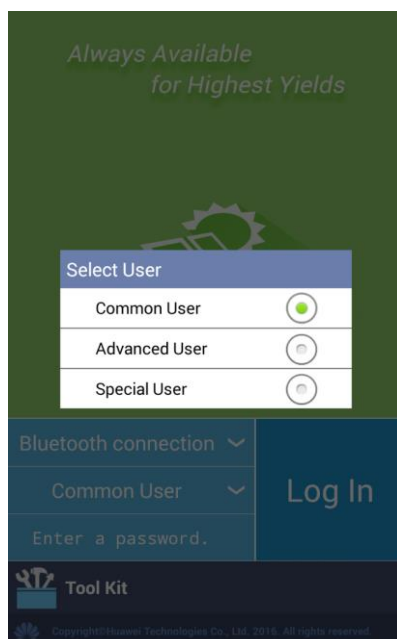 Always Available
for Highest Yields
Select User
Common User
Advanced User
Special User
Bluetooth connection
Common User
Log In
Enter a password.
Tool Kit
Copyright©Huawei Technologies Co., Ltd. 2016. All rights reserved.